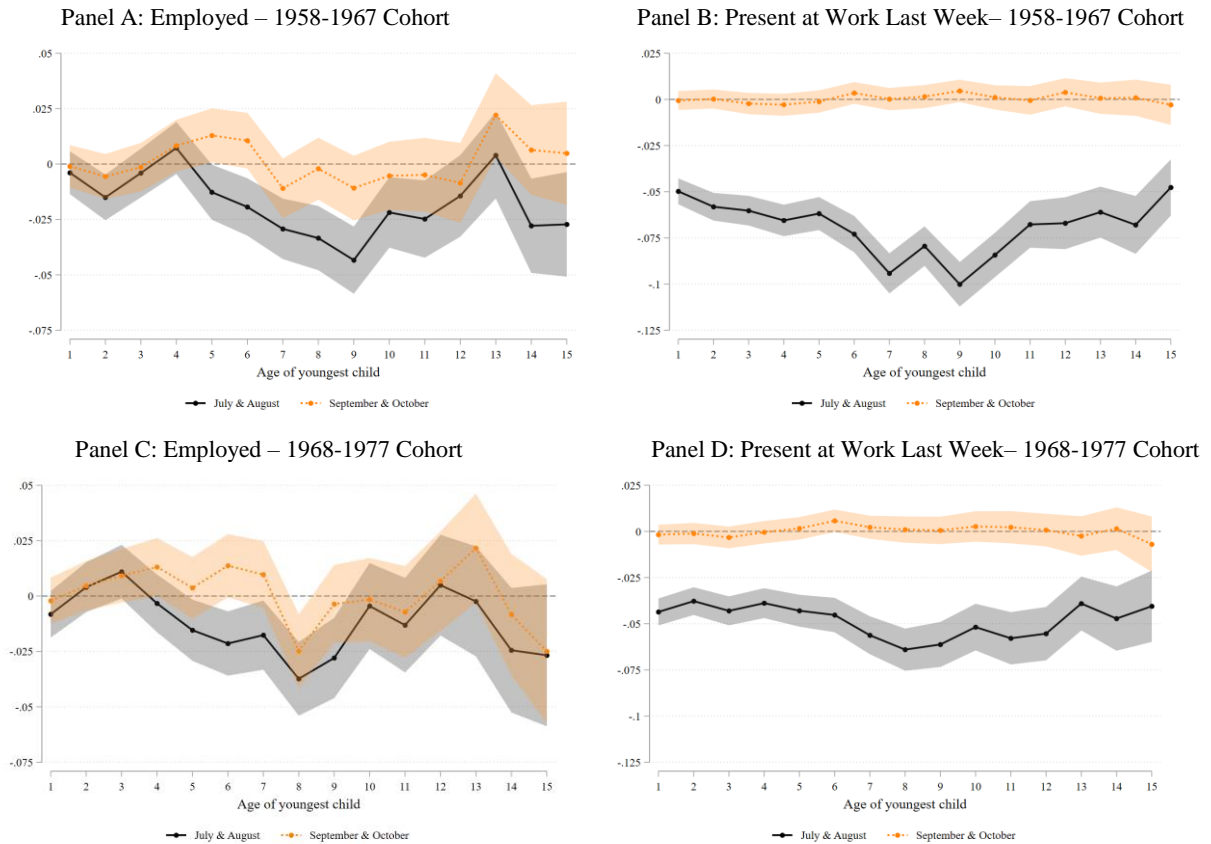 Panel A: Employed – 1958-1967 Cohort
.05
.025
0
-.025
-.05
-.075
1 2 3 4 5 6 7 8 9 10 11 12 13 14 15
Age of youngest child
July & August September & October
Panel B: Present at Work Last Week– 1958-1967 Cohort
.025
0
-.025
-.05
-.075
-.1
-.125
1 2 3 4 5 6 7 8 9 10 11 12 13 14 15
Age of youngest child
July & August September & October
Panel C: Employed – 1968-1977 Cohort
.05
.025
0
-.025
-.05
-.075
1 2 3 4 5 6 7 8 9 10 11 12 13 14 15
Age of youngest child
July & August September & October
Panel D: Present at Work Last Week– 1968-1977 Cohort
.025
0
-.025
-.05
-.075
-.1
-.125
1 2 3 4 5 6 7 8 9 10 11 12 13 14 15
Age of youngest child
July & August September & October